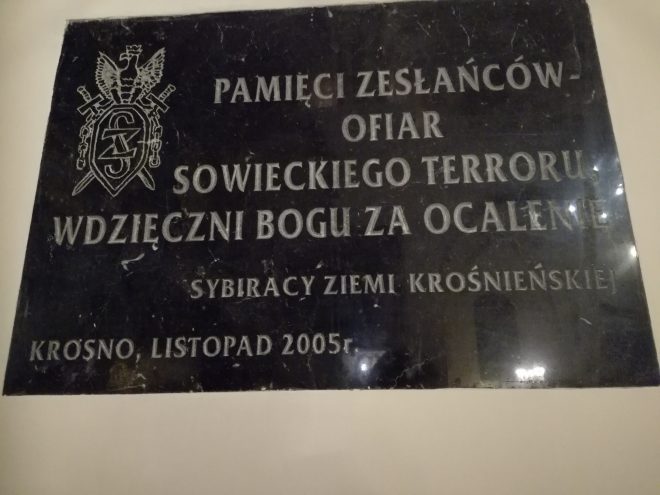 PAMIĘCI ZESŁAŃCÓW-
OFIAR
SOWIECKIEGO TERRORU,
WDZIĘCZNI BOGU ZA OCALENIE
SYBIRACY ZIEMI KROŚNIEŃSKIEJ
KROSNO, LISTOPAD 2005r.